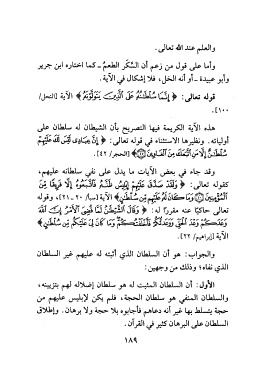 والعلم عند الله تعالى.
وأما على قول من زعم أن السَّكَر الطعمُ ـ كما اختاره ابن جرير
وأبو عبيدة ـ أو أنه الخل، فلا إشكال في الآية.
قوله تعالى: ﴿ إِنَّمَا سُلْطَٰنُهُۥ عَلَى ٱلَّذِينَ يَتَوَلَّوْنَهُۥ ﴾ الآية [النحل/
١٠٠].
هذه الآية الكريمة فيها التصريح بأن الشيطان له سلطان على
أوليائه. ونظيرها الاستثناء في قوله تعالى: ﴿ إِنَّ عِبَادِى لَيْسَ لَكَ عَلَيْهِمْ
سُلْطَٰنٌ إِلَّا مَنِ ٱتَّبَعَكَ مِنَ ٱلْغَاوِينَ ﴾ [الحجر/ ٤٢].
وقد جاء في بعض الآيات ما يدل على نفي سلطانه عليهم،
كقوله تعالى: ﴿ وَلَقَدْ صَدَّقَ عَلَيْهِمْ إِبْلِيسُ ظَنَّهُۥ فَٱتَّبَعُوهُ إِلَّا فَرِيقًا مِّنَ
ٱلْمُؤْمِنِينَ وَمَا كَانَ لَهُۥ عَلَيْهِم مِّن سُلْطَٰنٍ ﴾ الآية [سبأ/ ٢٠ ـ ٢١]، وقوله
تعالى حاكيًا عنه مقررًا له: ﴿ وَقَالَ ٱلشَّيْطَٰنُ لَمَّا قُضِىَ ٱلْأَمْرُ إِنَّ ٱللَّهَ
وَعَدَكُمْ وَعْدَ ٱلْحَقِّ وَوَعَدتُّكُمْ فَأَخْلَفْتُكُمْ وَمَا كَانَ لِىَ عَلَيْكُم مِّن سُلْطَٰنٍ ﴾
الآية [إبراهيم/ ٢٢].
والجواب: هو أن السلطان الذي أثبته له عليهم غير السلطان
الذي نفاه؛ وذلك من وجهين:
الأول: أن السلطان المثبت له هو سلطان إضلاله لهم بتزيينه،
والسلطان المنفي هو سلطان الحجة، فلم يكن لإبليس عليهم من
حجة يتسلط بها غير أنه دعاهم فأجابوه بلا حجة ولا برهان. وإطلاق
السلطان على البرهان كثير في القرآن.
١٨٩